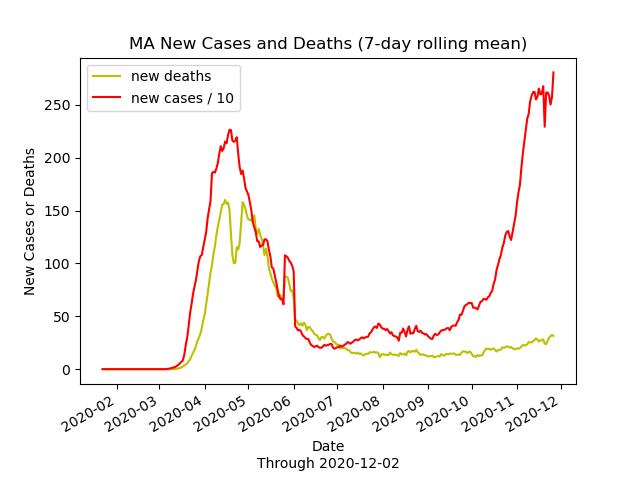 MA New Cases and Deaths (7-day rolling mean)
new deaths
new cases / 10
New Cases or Deaths
250
200
150
100
50
0
2020-02
2020-03
2020-04
2020-05
2020-06
2020-07
2020-08
2020-09
2020-10
2020-11
2020-12
Date
Through 2020-12-02